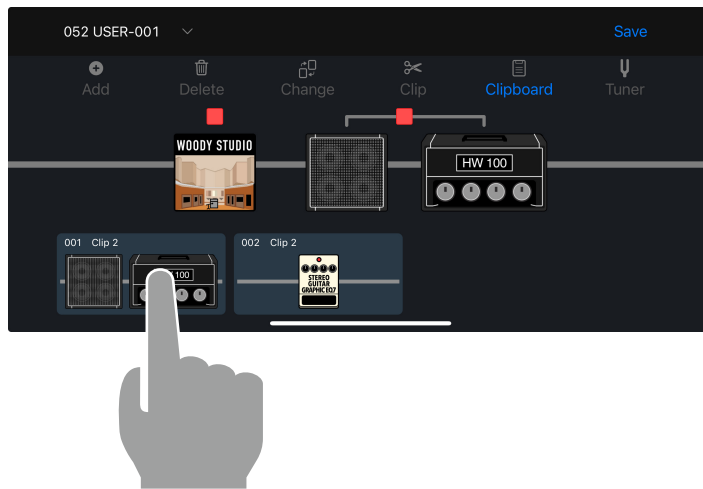 052 USER-001
Save
Add
Delete
Change
Clip
Clipboard
Tuner
WOODY STUDIO
HW 100
001 Clip 2
002 Clip 2
100
STEREO
GUITAR
GRAPHIC EQ7